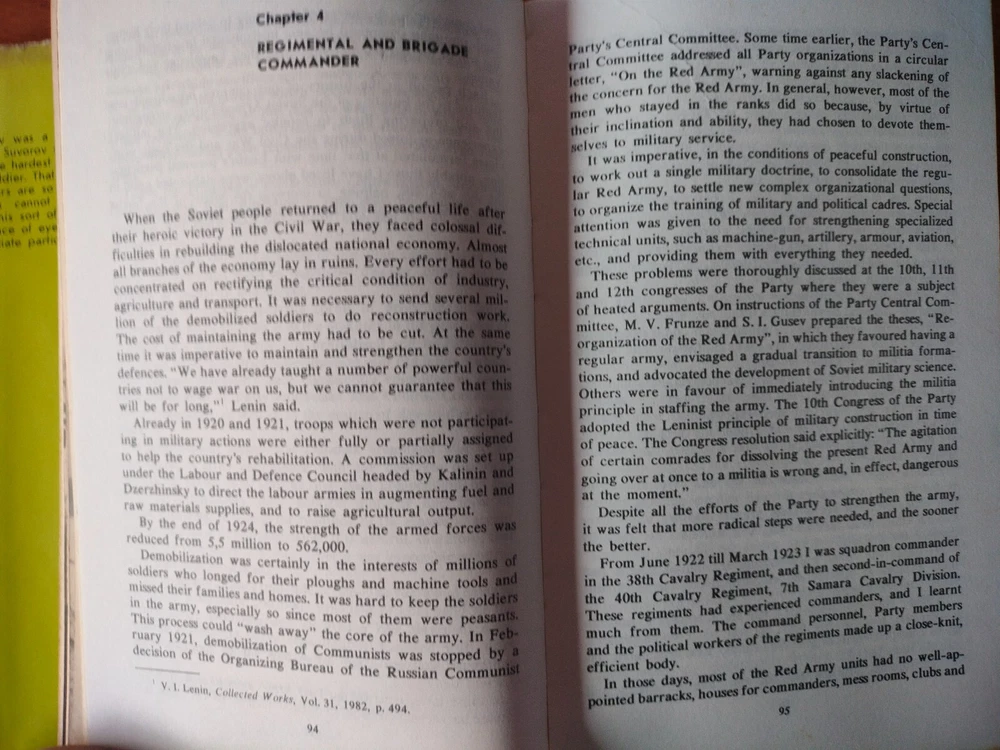 was a
Suvorov
hardest
That
are so
cannot
sort of
of eye
Chapter 4
REGIMENTAL AND BRIGADE
COMMANDER
When the Soviet people returned to a peaceful life after
their heroic victory in the Civil War, they faced colossal dif-
ficulties in rebuilding the dislocated national economy. Almost
all branches of the economy lay in ruins. Every effort had to be
concentrated on rectifying the critical condition of industry,
agriculture and transport. It was necessary to send several mil-
lion of the demobilized soldiers to do reconstruction work.
The cost of maintaining the army had to be cut. At the same
time it was imperative to maintain and strengthen the country's
defences. “We have already taught a number of powerful coun-
tries not to wage war on us, but we cannot guarantee that this
will be for long,”¹ Lenin said.
Already in 1920 and 1921, troops which were not participat-
ing in military actions were either fully or partially assigned
to help the country's rehabilitation. A commission was set up
under the Labour and Defence Council headed by Kalinin and
Dzerzhinsky to direct the labour armies in augmenting fuel and
raw materials supplies, and to raise agricultural output.
By the end of 1924, the strength of the armed forces was
reduced from 5,5 million to 562,000.
Demobilization was certainly in the interests of millions of
soldiers who longed for their ploughs and machine tools and
missed their families and homes. It was hard to keep the soldiers
in the army, especially so since most of them were peasants.
This process could “wash away” the core of the army. In Feb-
ruary 1921, demobilization of Communists was stopped by a
decision of the Organizing Bureau of the Russian Communist
¹ V. I. Lenin, Collected Works, Vol. 31, 1982, p. 494.
94
Party's Central Committee. Some time earlier, the Party's Cen-
tral Committee addressed all Party organizations in a circular
letter, “On the Red Army”, warning against any slackening of
the concern for the Red Army. In general, however, most of the
men who stayed in the ranks did so because, by virtue of
their inclination and ability, they had chosen to devote them-
selves to military service.
It was imperative, in the conditions of peaceful construction,
to work out a single military doctrine, to consolidate the regu-
lar Red Army, to settle new complex organizational questions,
to organize the training of military and political cadres. Special
attention was given to the need for strengthening specialized
technical units, such as machine-gun, artillery, armour, aviation,
etc., and providing them with everything they needed.
These problems were thoroughly discussed at the 10th, 11th
and 12th congresses of the Party where they were a subject
of heated arguments. On instructions of the Party Central Com-
mittee, M. V. Frunze and S. I. Gusev prepared the theses, “Re-
organization of the Red Army”, in which they favoured having a
regular army, envisaged a gradual transition to militia forma-
tions, and advocated the development of Soviet military science.
Others were in favour of immediately introducing the militia
principle in staffing the army. The 10th Congress of the Party
adopted the Leninist principle of military construction in time
of peace. The Congress resolution said explicitly: “The agitation
of certain comrades for dissolving the present Red Army and
going over at once to a militia is wrong and, in effect, dangerous
at the moment.”
Despite all the efforts of the Party to strengthen the army,
it was felt that more radical steps were needed, and the sooner
the better.
From June 1922 till March 1923 I was squadron commander
in the 38th Cavalry Regiment, and then second-in-command of
the 40th Cavalry Regiment, 7th Samara Cavalry Division.
These regiments had experienced commanders, and I learnt
much from them. The command personnel, Party members
and the political workers of the regiments made up a close-knit,
efficient body.
In those days, most of the Red Army units had no well-ap-
pointed barracks, houses for commanders, mess rooms, clubs and
95